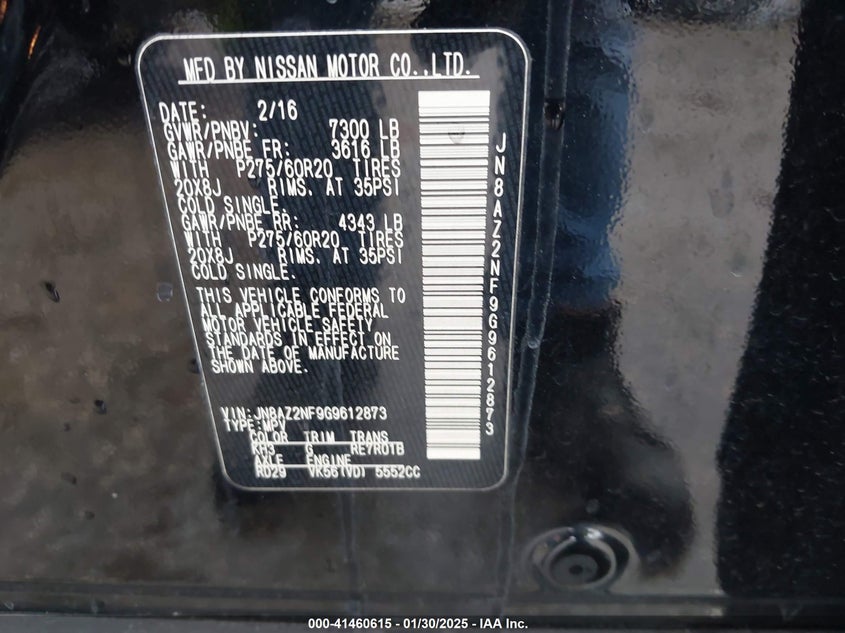 MFD BY NISSAN MOTOR CO.,LTD.
DATE: 2/16
GVWR/PNBV: 7300 LB
GAWR/PNBE FR: 3616 LB
WITH P275/60R20 TIRES
20X8J RIMS. AT 35PSI
COLD SINGLE.
GAWR/PNBE RR: 4343 LB
WITH P275/60R20 TIRES
20X8J RIMS. AT 35PSI
COLD SINGLE.
THIS VEHICLE CONFORMS TO
ALL APPLICABLE FEDERAL
MOTOR VEHICLE SAFETY
STANDARDS IN EFFECT ON
THE DATE OF MANUFACTURE
SHOWN ABOVE.
VIN: JN8AZ2NF9G9612873
TYPE: MPV
COLOR TRIM TRANS
KH3 G RE7R01B
AXLE ENGINE
RD29 VK56(VD) 5552CC
JN8AZ2NF9G9612873
000-41460615 - 01/30/2025 - IAA Inc.